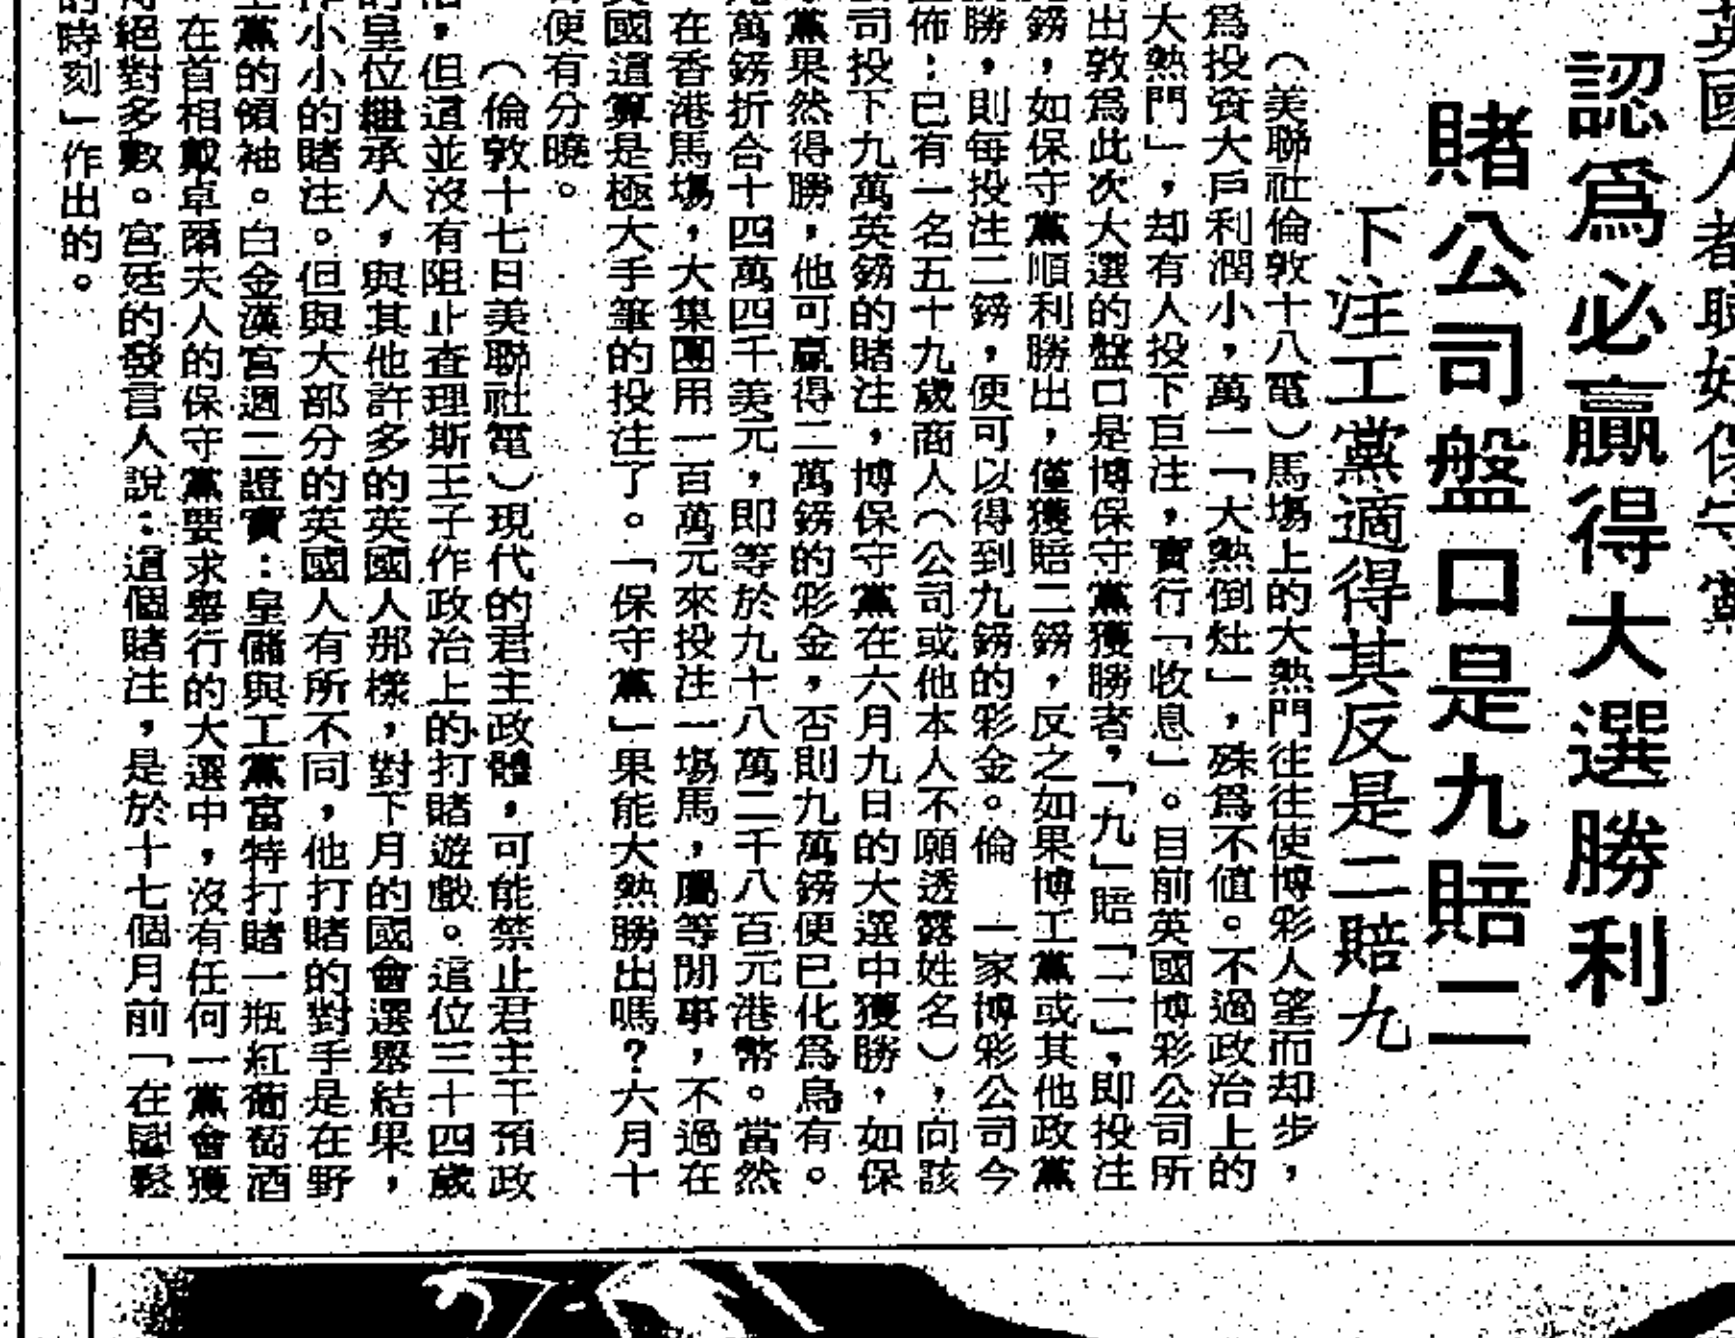 英國人者賭好保守黨
認爲必贏得大選勝利
賭公司盤口是九賠二
下注工黨適得其反是二賠九
（美聯社倫敦十八電）馬塲上的大熱門往往使博彩人望而却步，
爲投資大戶利潤小，萬一「大熱倒灶」，殊爲不值。不過政治上的
大熱門」，却有人投下巨注，實行「收息」。目前英國博彩公司所
出敦爲此次大選的盤口是博保守黨獲勝者，「九」賠「二」，即投注
鎊，如保守黨順利勝出，僅獲賠二鎊，反之如果博工黨或其他政黨
勝，則每投注二鎊，便可以得到九鎊的彩金。倫　一家博彩公司今
佈：已有一名五十九歲商人（公司或他本人不願透露姓名），向該
司投下九萬英鎊的賭注，博保守黨在六月九日的大選中獲勝，如保
黨果然得勝，他可贏得二萬鎊的彩金，否則九萬鎊便已化爲烏有。
萬鎊折合十四萬四千美元，即等於九十八萬二千八百元港幣。當然
在香港馬塲，大集團用一百萬元來投注一塲馬，屬等閒事，不過在
國這算是極大手筆的投注了。「保守黨」果能大熱勝出嗎？六月十
便有分曉。
（倫敦十七日美聯社電）現代的君主政體，可能禁止君主干預政
，但這並沒有阻止查理斯王子作政治上的打賭遊戲。這位三十四歲
的皇位繼承人，與其他許多的英國人那樣，對下月的國會選舉結果，
作小小的賭注。但與大部分的英國人有所不同，他打賭的對手是在野
黨的領袖。白金漢宮週二證實：皇儲與工黨富特打賭一瓶紅葡萄酒
在首相戴卓爾夫人的保守黨要求舉行的大選中，沒有任何一黨會獲
絕對多數。宮廷的發言人說：這個賭注，是於十七個月前「在輕鬆
的時刻」作出的。